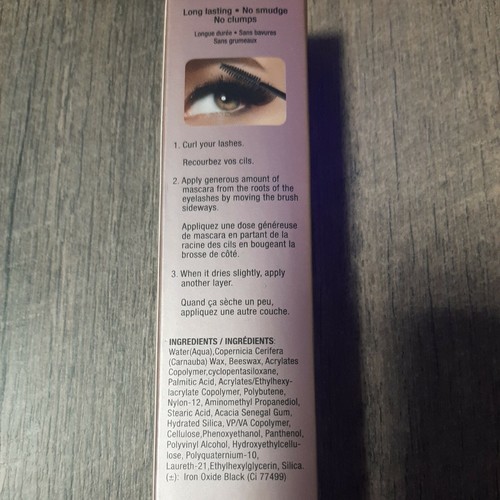 Long lasting • No smudge
No clumps
Longue durée • Sans bavures
Sans grumeaux
1. Curl your lashes.
Recourbez vos cils.
2. Apply generous amount of
mascara from the roots of the
eyelashes by moving the brush
sideways.
Appliquez une dose généreuse
de mascara en partant de la
racine des cils en bougeant la
brosse de côté.
3. When it dries slightly, apply
another layer.
Quand ça sèche un peu,
appliquez une autre couche.
INGREDIENTS / INGRÉDIENTS:
Water(Aqua),Copernicia Cerifera
(Carnauba) Wax, Beeswax, Acrylates
Copolymer,cyclopentasiloxane,
Palmitic Acid, Acrylates/Ethylhexy-
lacrylate Copolymer, Polybutene,
Nylon-12, Aminomethyl Propanediol,
Stearic Acid, Acacia Senegal Gum,
Hydrated Silica, VP/VA Copolymer,
Cellulose,Phenoxyethanol, Panthenol,
Polyvinyl Alcohol, Hydroxyethylcellu-
lose, Polyquaternium-10,
Laureth-21,Ethylhexylglycerin, Silica.
(±): Iron Oxide Black (Ci 77499)